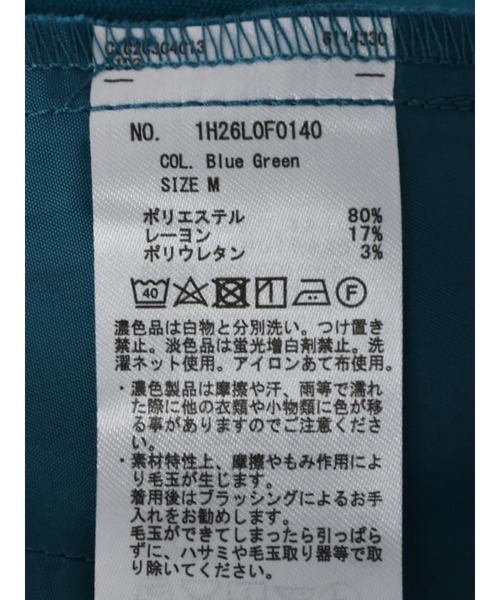 6114330
NO. 1H26L0F0140
COL. Blue Green
SIZE M
ポリエステル 80%
レーヨン 17%
ポリウレタン 3%
40 F
濃色品は白物と分別洗い。つけ置き
禁止。淡色品は蛍光増白剤禁止。洗
濯ネット使用。アイロンあて布使用。
・濃色製品は摩擦や汗、雨等で濡れ
た際に他の衣類や小物類に色が移
る事がありますのでご注意くださ
い。
・素材特性上、摩擦やもみ作用によ
り毛玉が生じます。
着用後はブラッシングによるお手
入れをお勧めします。
毛玉ができてしまったら引っぱら
ずに、ハサミや毛玉取り器等で取
り除いてください。